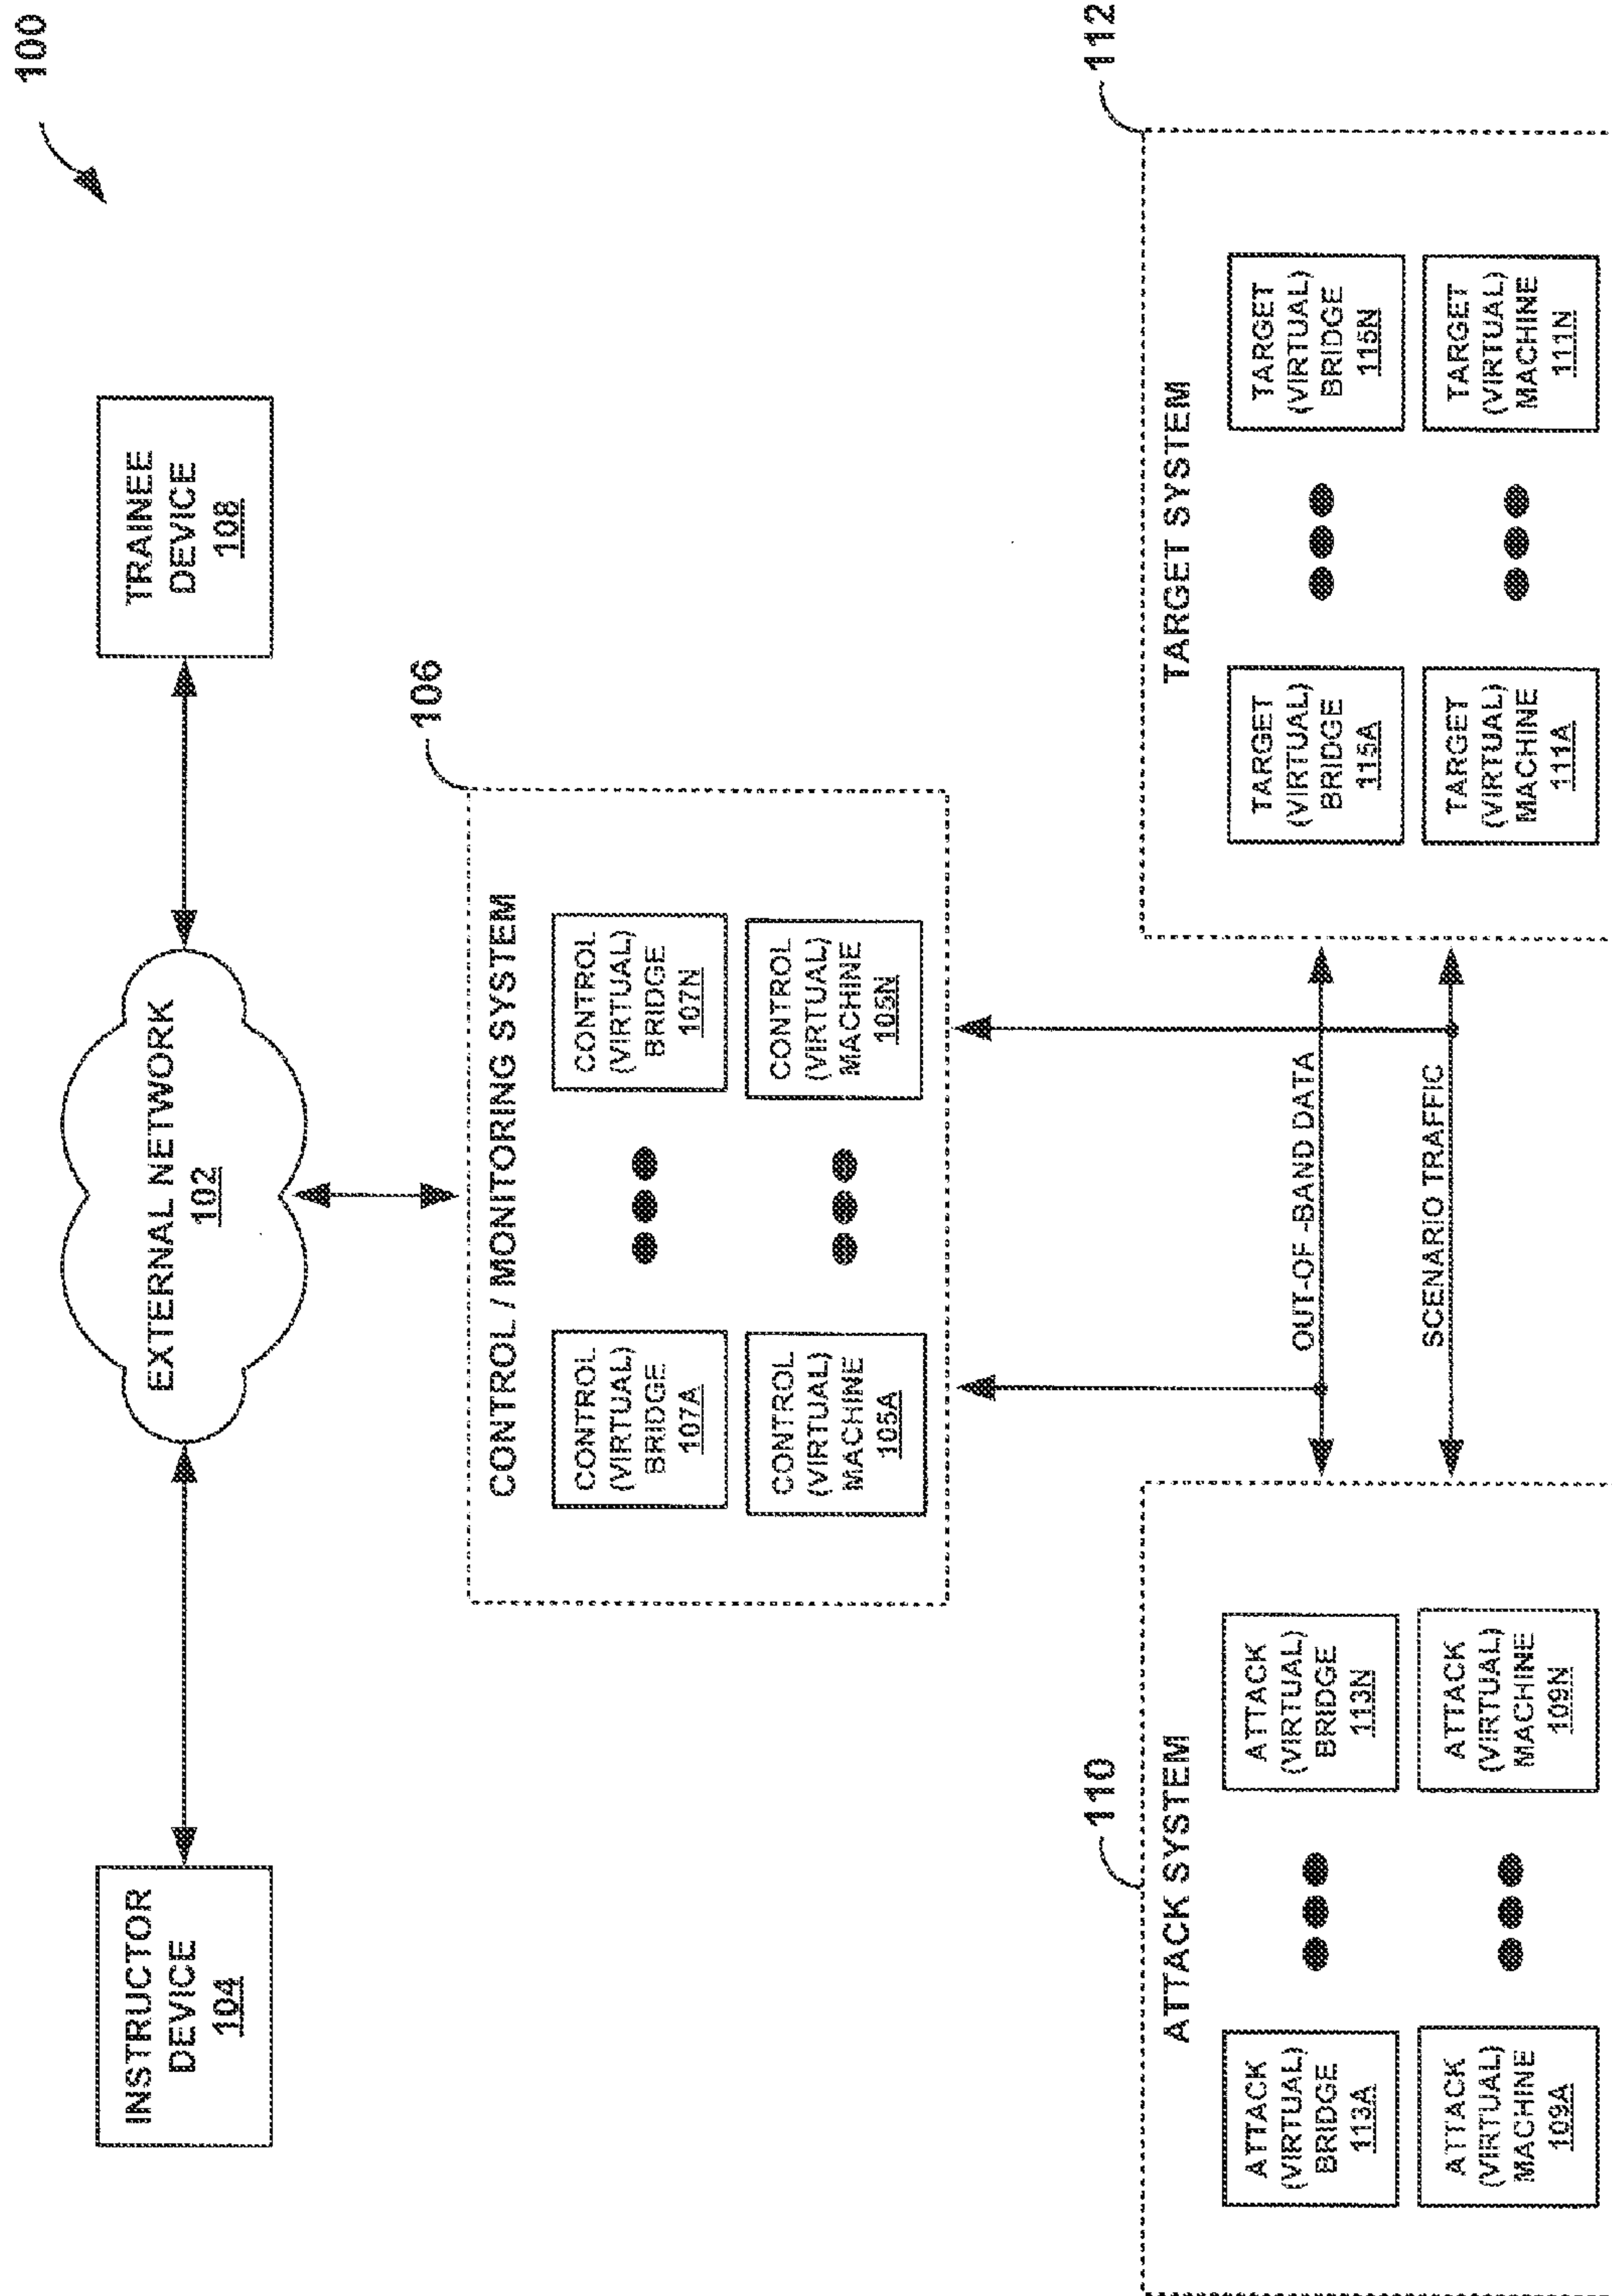 100
INSTRUCTOR
DEVICE
104
EXTERNAL NETWORK
102
TRAINEE
DEVICE
108
106
CONTROL / MONITORING SYSTEM
CONTROL
(VIRTUAL)
BRIDGE
107A
CONTROL
(VIRTUAL)
BRIDGE
107N
CONTROL
(VIRTUAL)
MACHINE
105A
CONTROL
(VIRTUAL)
MACHINE
105N
110
ATTACK SYSTEM
ATTACK
(VIRTUAL)
BRIDGE
113A
ATTACK
(VIRTUAL)
BRIDGE
113N
ATTACK
(VIRTUAL)
MACHINE
109A
ATTACK
(VIRTUAL)
MACHINE
109N
OUT-OF -BAND DATA
SCENARIO TRAFFIC
112
TARGET SYSTEM
TARGET
(VIRTUAL)
BRIDGE
115A
TARGET
(VIRTUAL)
BRIDGE
115N
TARGET
(VIRTUAL)
MACHINE
111A
TARGET
(VIRTUAL)
MACHINE
111N